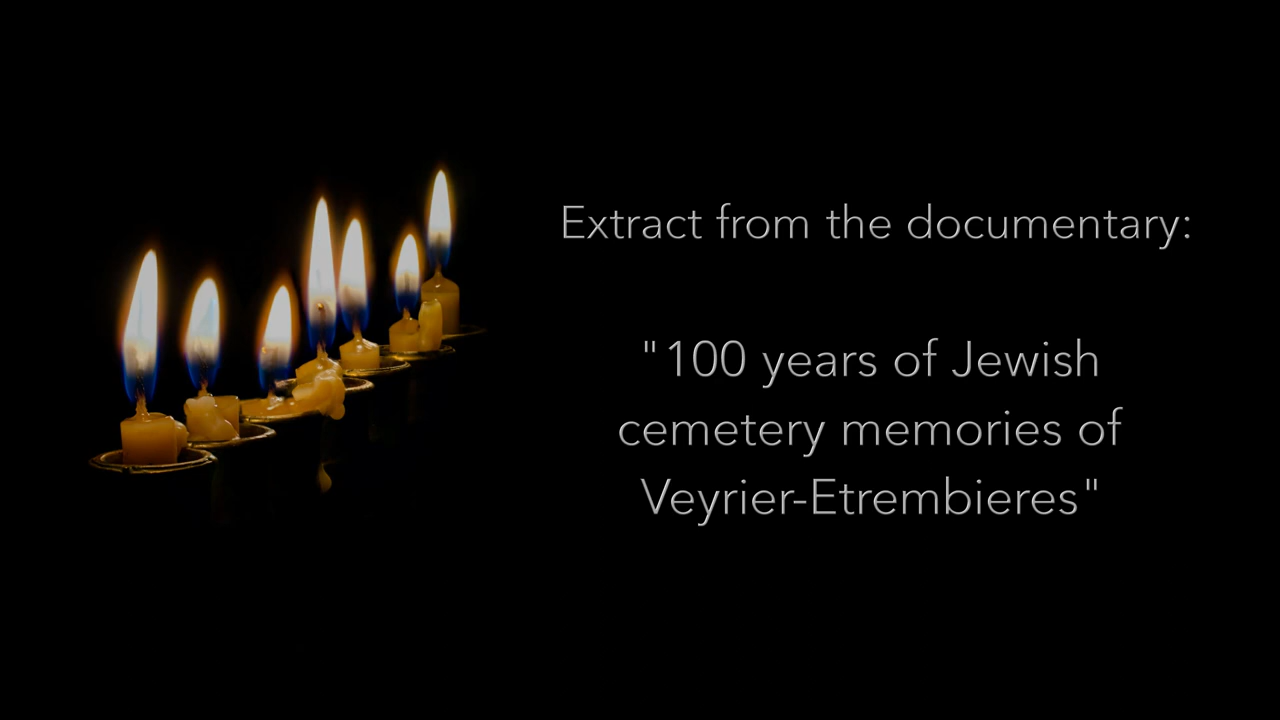 Extract from the documentary:
"100 years of Jewish
cemetery memories of
Veyrier-Etrembieres"